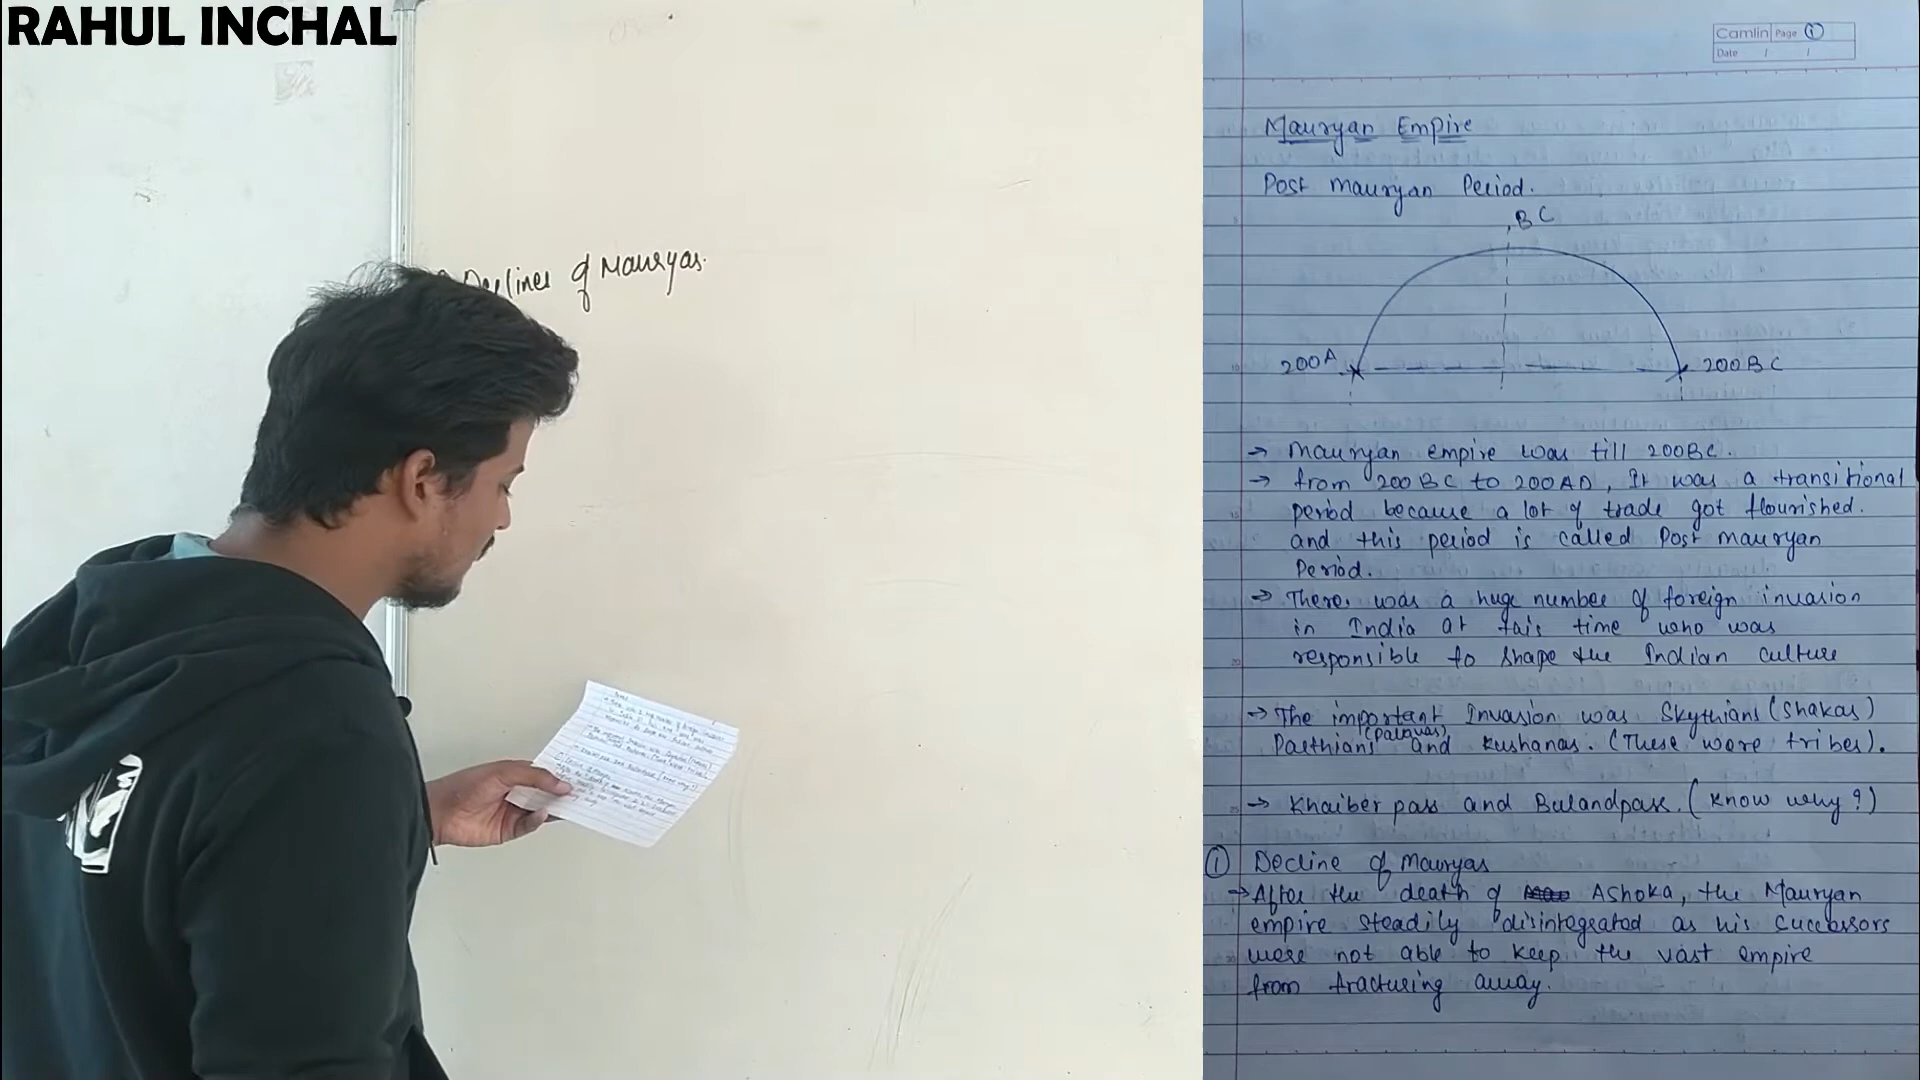 RAHUL INCHAL
Declines of Mauryas.
Camlin Page 1
Date / /
Mauryan Empire
Post mauryan Period.
BC
200A
200BC
→ Mauryan empire was till 200BC.
→ from 200 BC to 200AD, It was a transitional
period because a lot of trade got flourished.
and this period is called Post mauryan
Period.
→ There was a huge number of foreign invasion
in India at this time who was
responsible to shape the Indian culture
→ The important Invasion was Skythians (Shakas)
(Palavas)
Parthians and Kushanas. (These were tribes).
→ Khaiber pass and Bulandpass. (Know why?)
① Decline of Mauryas
→ After the death of Ashoka, the Mauryan
empire steadily disintegrated as his successors
were not able to keep the vast empire
from fracturing away.